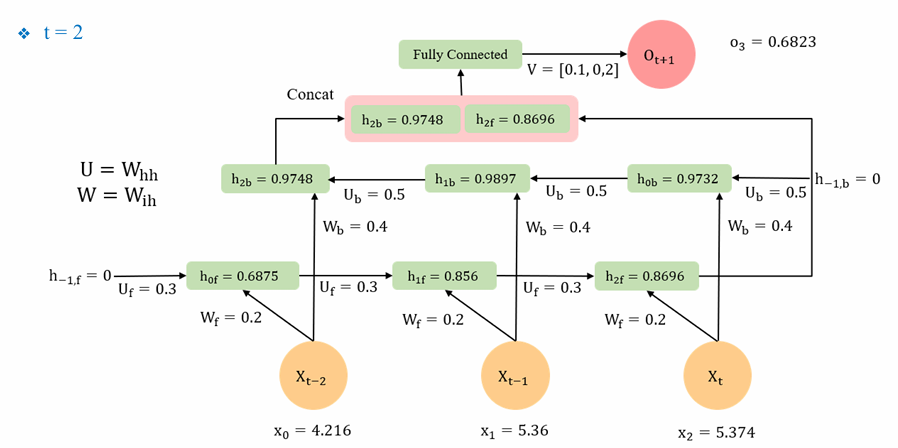 ❖ t = 2
Fully Connected
V = [0.1, 0,2]
O_{t+1}
o_3 = 0.6823
Concat
h_{2b} = 0.9748
h_{2f} = 0.8696
U = W_{hh}
W = W_{ih}
h_{2b} = 0.9748
U_b = 0.5
h_{1b} = 0.9897
U_b = 0.5
h_{0b} = 0.9732
U_b = 0.5
h_{−1,b} = 0
W_b = 0.4
W_b = 0.4
W_b = 0.4
h_{−1,f} = 0
U_f = 0.3
h_{0f} = 0.6875
U_f = 0.3
h_{1f} = 0.856
U_f = 0.3
h_{2f} = 0.8696
W_f = 0.2
W_f = 0.2
W_f = 0.2
X_{t−2}
X_{t−1}
X_t
x_0 = 4.216
x_1 = 5.36
x_2 = 5.374